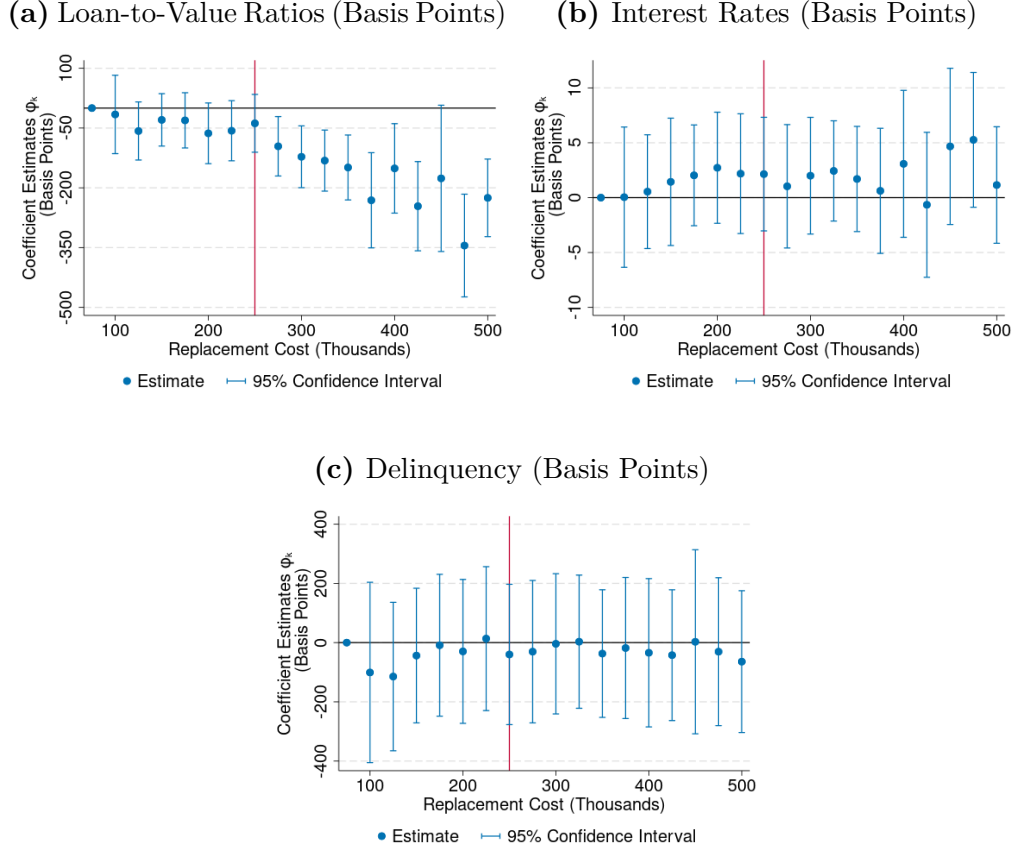 (a) Loan-to-Value Ratios (Basis Points)
100
-50
-200
-350
-500
Coefficient Estimates φₖ
(Basis Points)
100
200
300
400
500
Replacement Cost (Thousands)
Estimate
95% Confidence Interval
(b) Interest Rates (Basis Points)
10
5
0
-5
-10
Coefficient Estimates φₖ
(Basis Points)
100
200
300
400
500
Replacement Cost (Thousands)
Estimate
95% Confidence Interval
(c) Delinquency (Basis Points)
400
200
0
-200
-400
Coefficient Estimates φₖ
(Basis Points)
100
200
300
400
500
Replacement Cost (Thousands)
Estimate
95% Confidence Interval